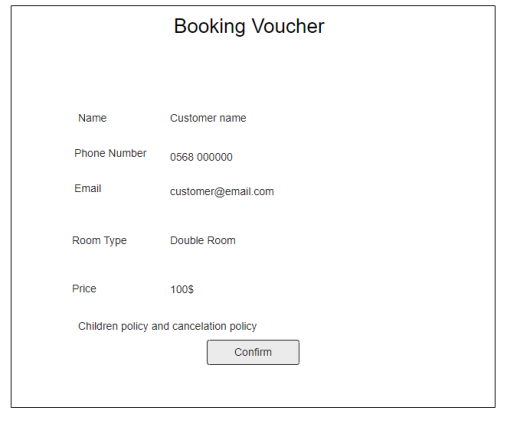 Booking Voucher
Name Customer name
Phone Number 0568 000000
Email customer@email.com
Room Type Double Room
Price 100$
Children policy and cancelation policy
Confirm